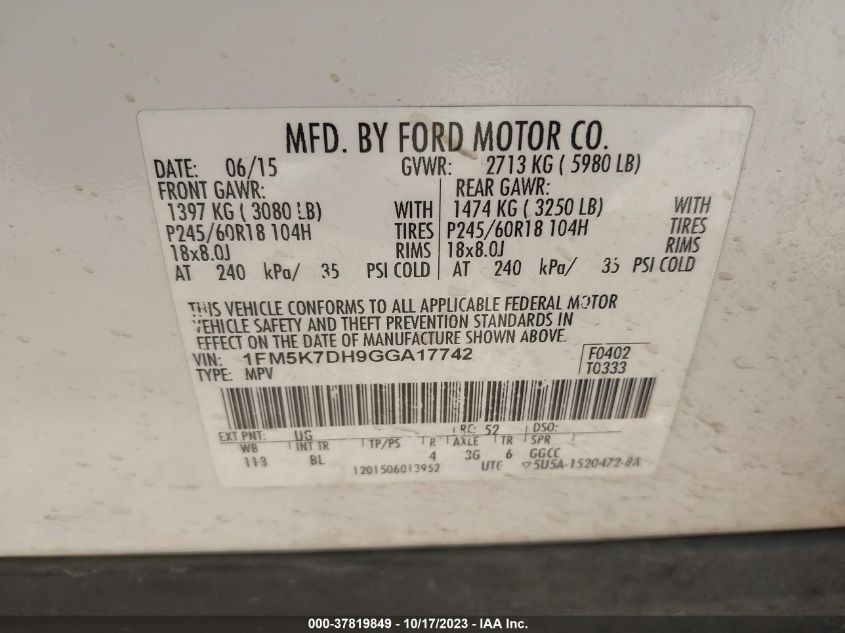 MFD. BY FORD MOTOR CO.
DATE: 06/15 GVWR: 2713 KG ( 5980 LB)
FRONT GAWR: REAR GAWR:
1397 KG ( 3080 LB) WITH 1474 KG ( 3250 LB) WITH
P245/60R18 104H TIRES P245/60R18 104H TIRES
18x8.0J RIMS 18x8.0J RIMS
AT 240 kPa/ 35 PSI COLD AT 240 kPa/ 35 PSI COLD
THIS VEHICLE CONFORMS TO ALL APPLICABLE FEDERAL MOTOR
VEHICLE SAFETY AND THEFT PREVENTION STANDARDS IN
EFFECT ON THE DATE OF MANUFACTURE SHOWN ABOVE.
VIN: 1FM5K7DH9GGA17742 F0402
TYPE: MPV T0333
EXT PNT: UG RC: 52 DSO:
WB INT TR TP/PS R AXLE TR SPR
113 BL 4 3G 6 GGCC
1201506013952 UTC 5U5A-1520472-BA
000-37819849 - 10/17/2023 - IAA Inc.